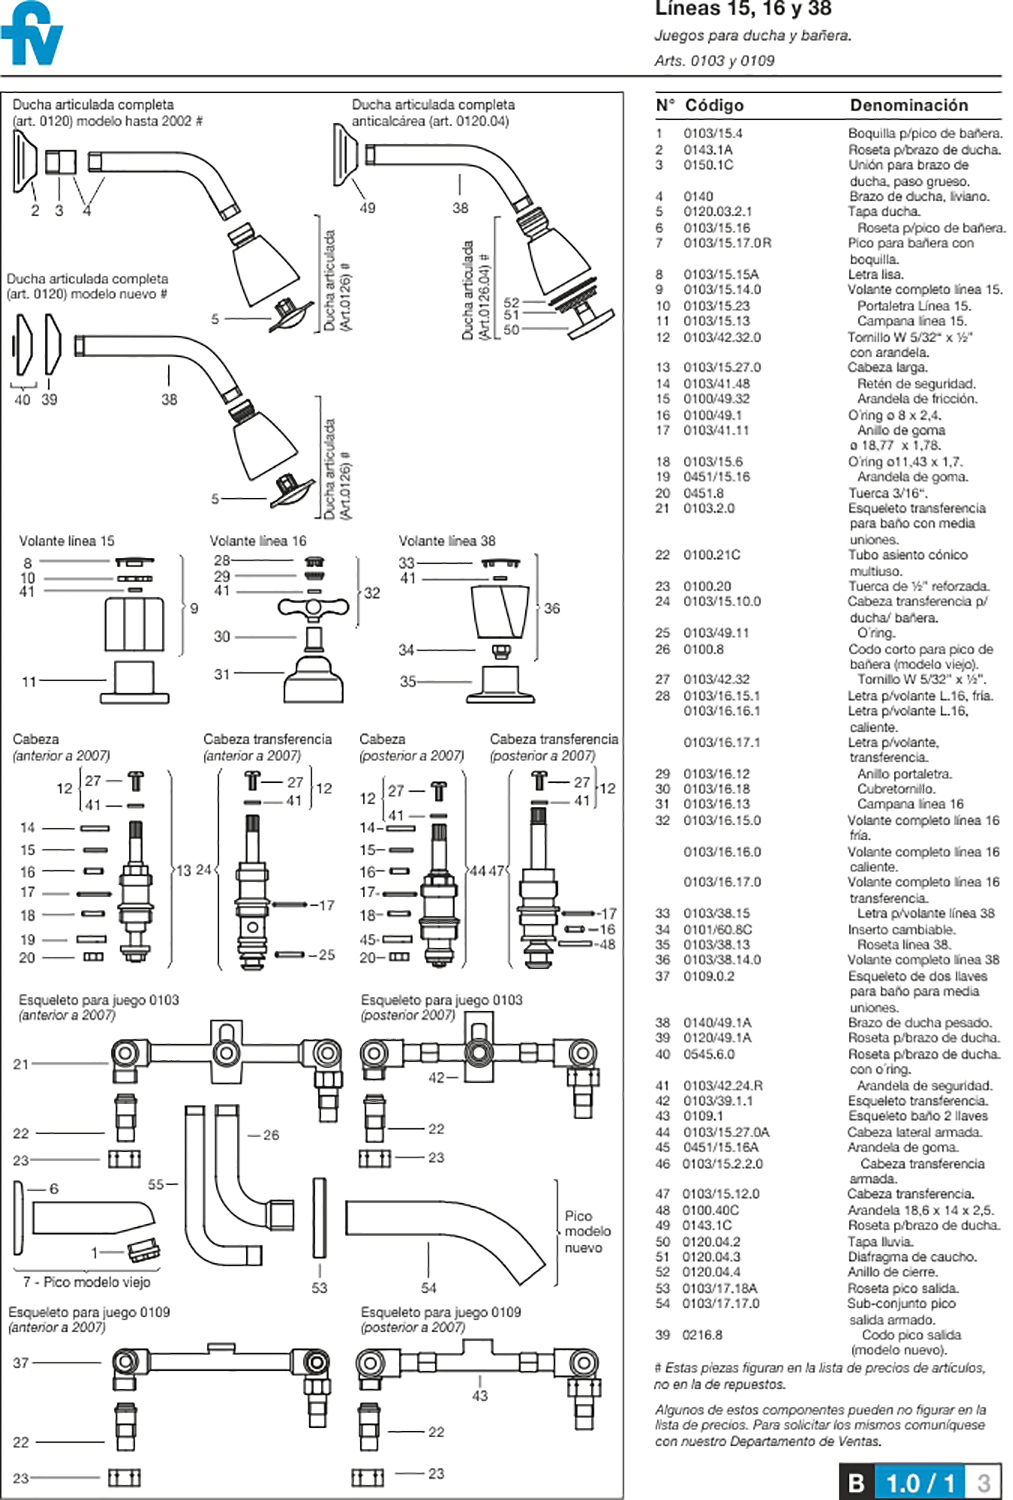 fv
Líneas 15, 16 y 38
Juegos para ducha y bañera.
Arts. 0103 y 0109
Ducha articulada completa
(art. 0120) modelo hasta 2002 #
Ducha articulada completa
anticalcárea (art. 0120.04)
2 3 4
49 38
Ducha articulada
(Art.0126) #
Ducha articulada
(Art.0126.04) #
52
51
50
5
Ducha articulada completa
(art. 0120) modelo nuevo #
40 39 38
Ducha articulada
(Art.0126) #
5
Volante línea 15
8
10
41
9
11
Volante línea 16
28
29
41
32
30
31
Volante línea 38
33
41
36
34
35
Cabeza
(anterior a 2007)
12
27
41
14
15
16
17
18
19
20
13
Cabeza transferencia
(anterior a 2007)
27
41
12
24
17
25
Cabeza
(posterior a 2007)
12
27
41
14
15
16
17
18
45
20
44
Cabeza transferencia
(posterior a 2007)
27
41
12
47
17
16
48
Esqueleto para juego 0103
(anterior a 2007)
21
22
23
Esqueleto para juego 0103
(posterior 2007)
42
22
23
26
55
6
1
7 - Pico modelo viejo
53
54
Pico
modelo
nuevo
Esqueleto para juego 0109
(anterior a 2007)
37
22
23
Esqueleto para juego 0109
(posterior a 2007)
43
22
23
N° Código Denominación
1 0103/15.4 Boquilla p/pico de bañera.
2 0143.1A Roseta p/brazo de ducha.
3 0150.1C Unión para brazo de
ducha, paso grueso.
4 0140 Brazo de ducha, liviano.
5 0120.03.2.1 Tapa ducha.
6 0103/15.16 Roseta p/pico de bañera.
7 0103/15.17.0R Pico para bañera con
boquilla.
8 0103/15.15A Letra lisa.
9 0103/15.14.0 Volante completo línea 15.
10 0103/15.23 Portaletra Línea 15.
11 0103/15.13 Campana línea 15.
12 0103/42.32.0 Tornillo W 5/32" x ½"
con arandela.
13 0103/15.27.0 Cabeza larga.
14 0103/41.48 Retén de seguridad.
15 0100/49.32 Arandela de fricción.
16 0100/49.1 O´ring ø 8 x 2,4.
17 0103/41.11 Anillo de goma
ø 18,77 x 1,78.
18 0103/15.6 O´ring ø11,43 x 1,7.
19 0451/15.16 Arandela de goma.
20 0451.8 Tuerca 3/16".
21 0103.2.0 Esqueleto transferencia
para baño con media
uniones.
22 0100.21C Tubo asiento cónico
multiuso.
23 0100.20 Tuerca de ½" reforzada.
24 0103/15.10.0 Cabeza transferencia p/
ducha/ bañera.
25 0103/49.11 O´ring.
26 0100.8 Codo corto para pico de
bañera (modelo viejo).
27 0103/42.32 Tornillo W 5/32" x ½".
28 0103/16.15.1 Letra p/volante L.16, fría.
0103/16.16.1 Letra p/volante L.16,
caliente.
0103/16.17.1 Letra p/volante,
transferencia.
29 0103/16.12 Anillo portaletra.
30 0103/16.18 Cubretornillo.
31 0103/16.13 Campana línea 16
32 0103/16.15.0 Volante completo línea 16
fría.
0103/16.16.0 Volante completo línea 16
caliente.
0103/16.17.0 Volante completo línea 16
transferencia.
33 0103/38.15 Letra p/volante línea 38
34 0101/60.8C Inserto cambiable.
35 0103/38.13 Roseta línea 38.
36 0103/38.14.0 Volante completo línea 38
37 0109.0.2 Esqueleto de dos llaves
para baño para media
uniones.
38 0140/49.1A Brazo de ducha pesado.
39 0120/49.1A Roseta p/brazo de ducha.
40 0545.6.0 Roseta p/brazo de ducha.
con o´ring.
41 0103/42.24.R Arandela de seguridad.
42 0103/39.1.1 Esqueleto transferencia.
43 0109.1 Esqueleto baño 2 llaves
44 0103/15.27.0A Cabeza lateral armada.
45 0451/15.16A Arandela de goma.
46 0103/15.2.2.0 Cabeza transferencia
armada.
47 0103/15.12.0 Cabeza transferencia.
48 0100.40C Arandela 18,6 x 14 x 2,5.
49 0143.1C Roseta p/brazo de ducha.
50 0120.04.2 Tapa lluvia.
51 0120.04.3 Diafragma de caucho.
52 0120.04.4 Anillo de cierre.
53 0103/17.18A Roseta pico salida.
54 0103/17.17.0 Sub-conjunto pico
salida armado.
39 0216.8 Codo pico salida
(modelo nuevo).
# Estas piezas figuran en la lista de precios de artículos,
no en la de repuestos.
Algunos de estos componentes pueden no figurar en la
lista de precios. Para solicitar los mismos comuníquese
con nuestro Departamento de Ventas.
B 1.0 / 1 3